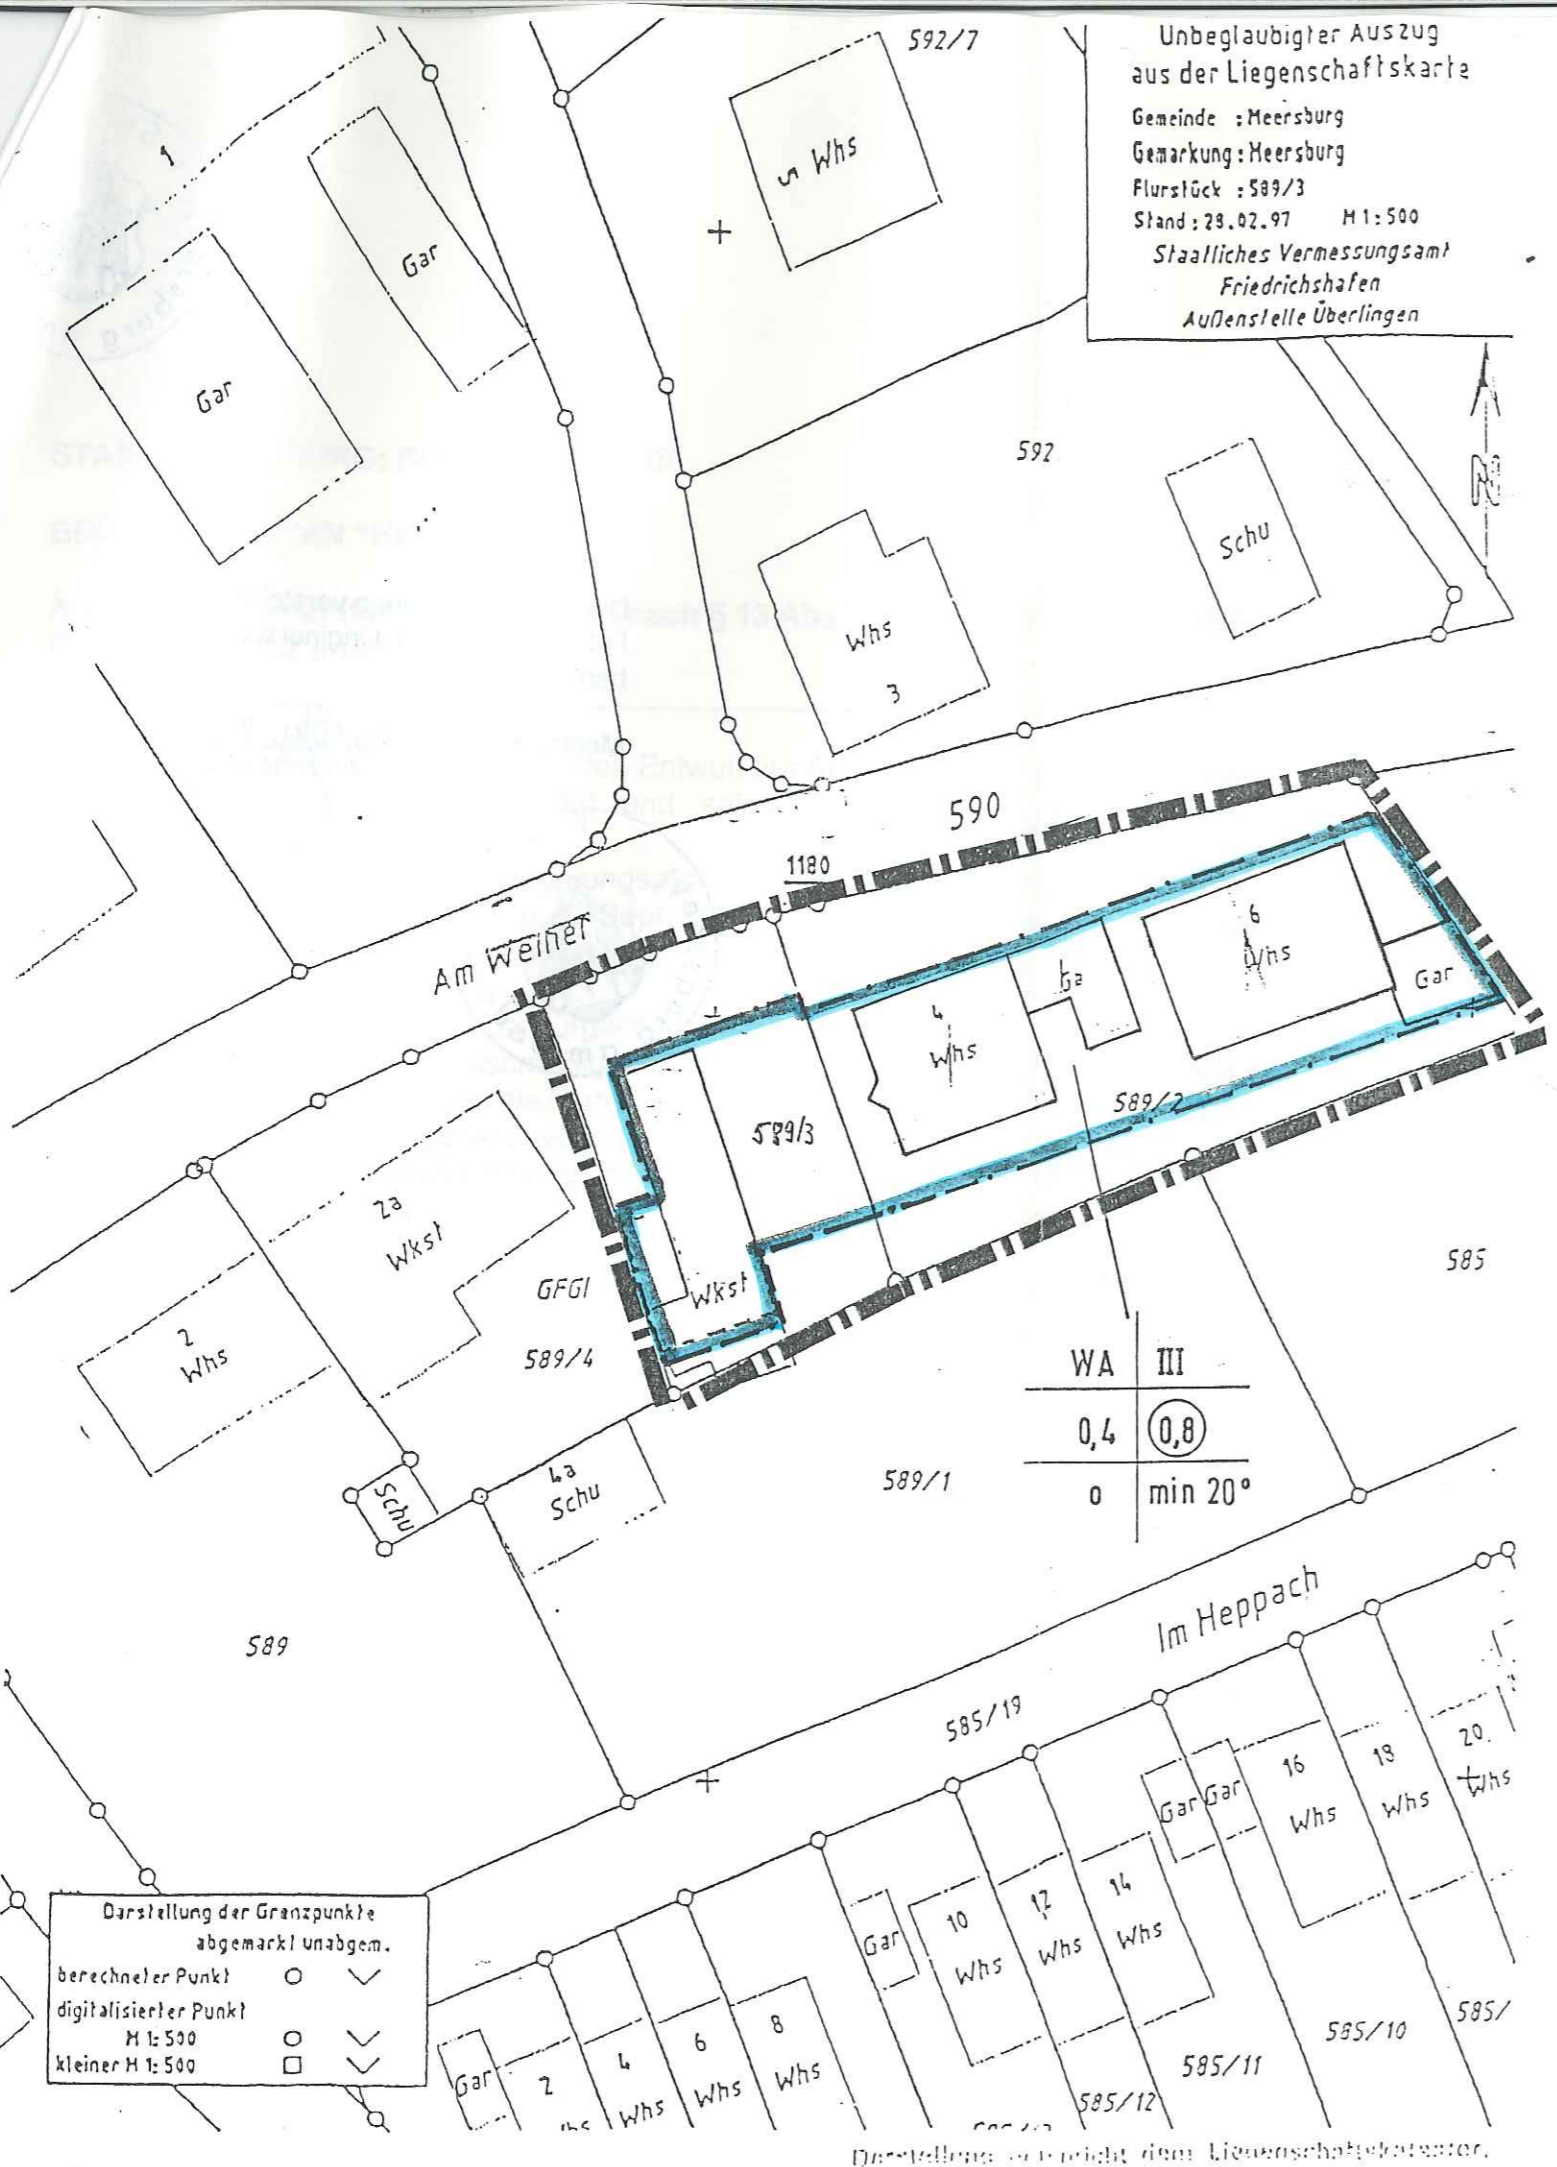 592/7
Unbeglaubigter Auszug
aus der Liegenschaftskarte
Gemeinde : Meersburg
Gemarkung: Meersburg
Flurstück : 589/3
Stand: 28.02.97 M 1:500
Staatliches Vermessungsamt
Friedrichshafen
Außenstelle Überlingen
1
5 Whs
Gar
Gar
592
N
Schu
Whs
3
590
1180
Am Weiher
6
Whs
Ga
Gar
4
Whs
589/2
589/3
2a
Wkst
GFGl
Wkst
585
2
Whs
589/4
WA III
0,4 0,8
o min 20°
589/1
4a
Schu
Schu
Im Heppach
589
585/19
20
Whs
18
Whs
16
Whs
Gar Gar
14
Whs
12
Whs
10
Whs
Gar
Darstellung der Grenzpunkte
abgemarkt unabgem.
berechneter Punkt
digitalisierter Punkt
M 1:500
kleiner M 1:500
8
Whs
6
Whs
4
Whs
2
Gar
585/
585/10
585/11
585/12